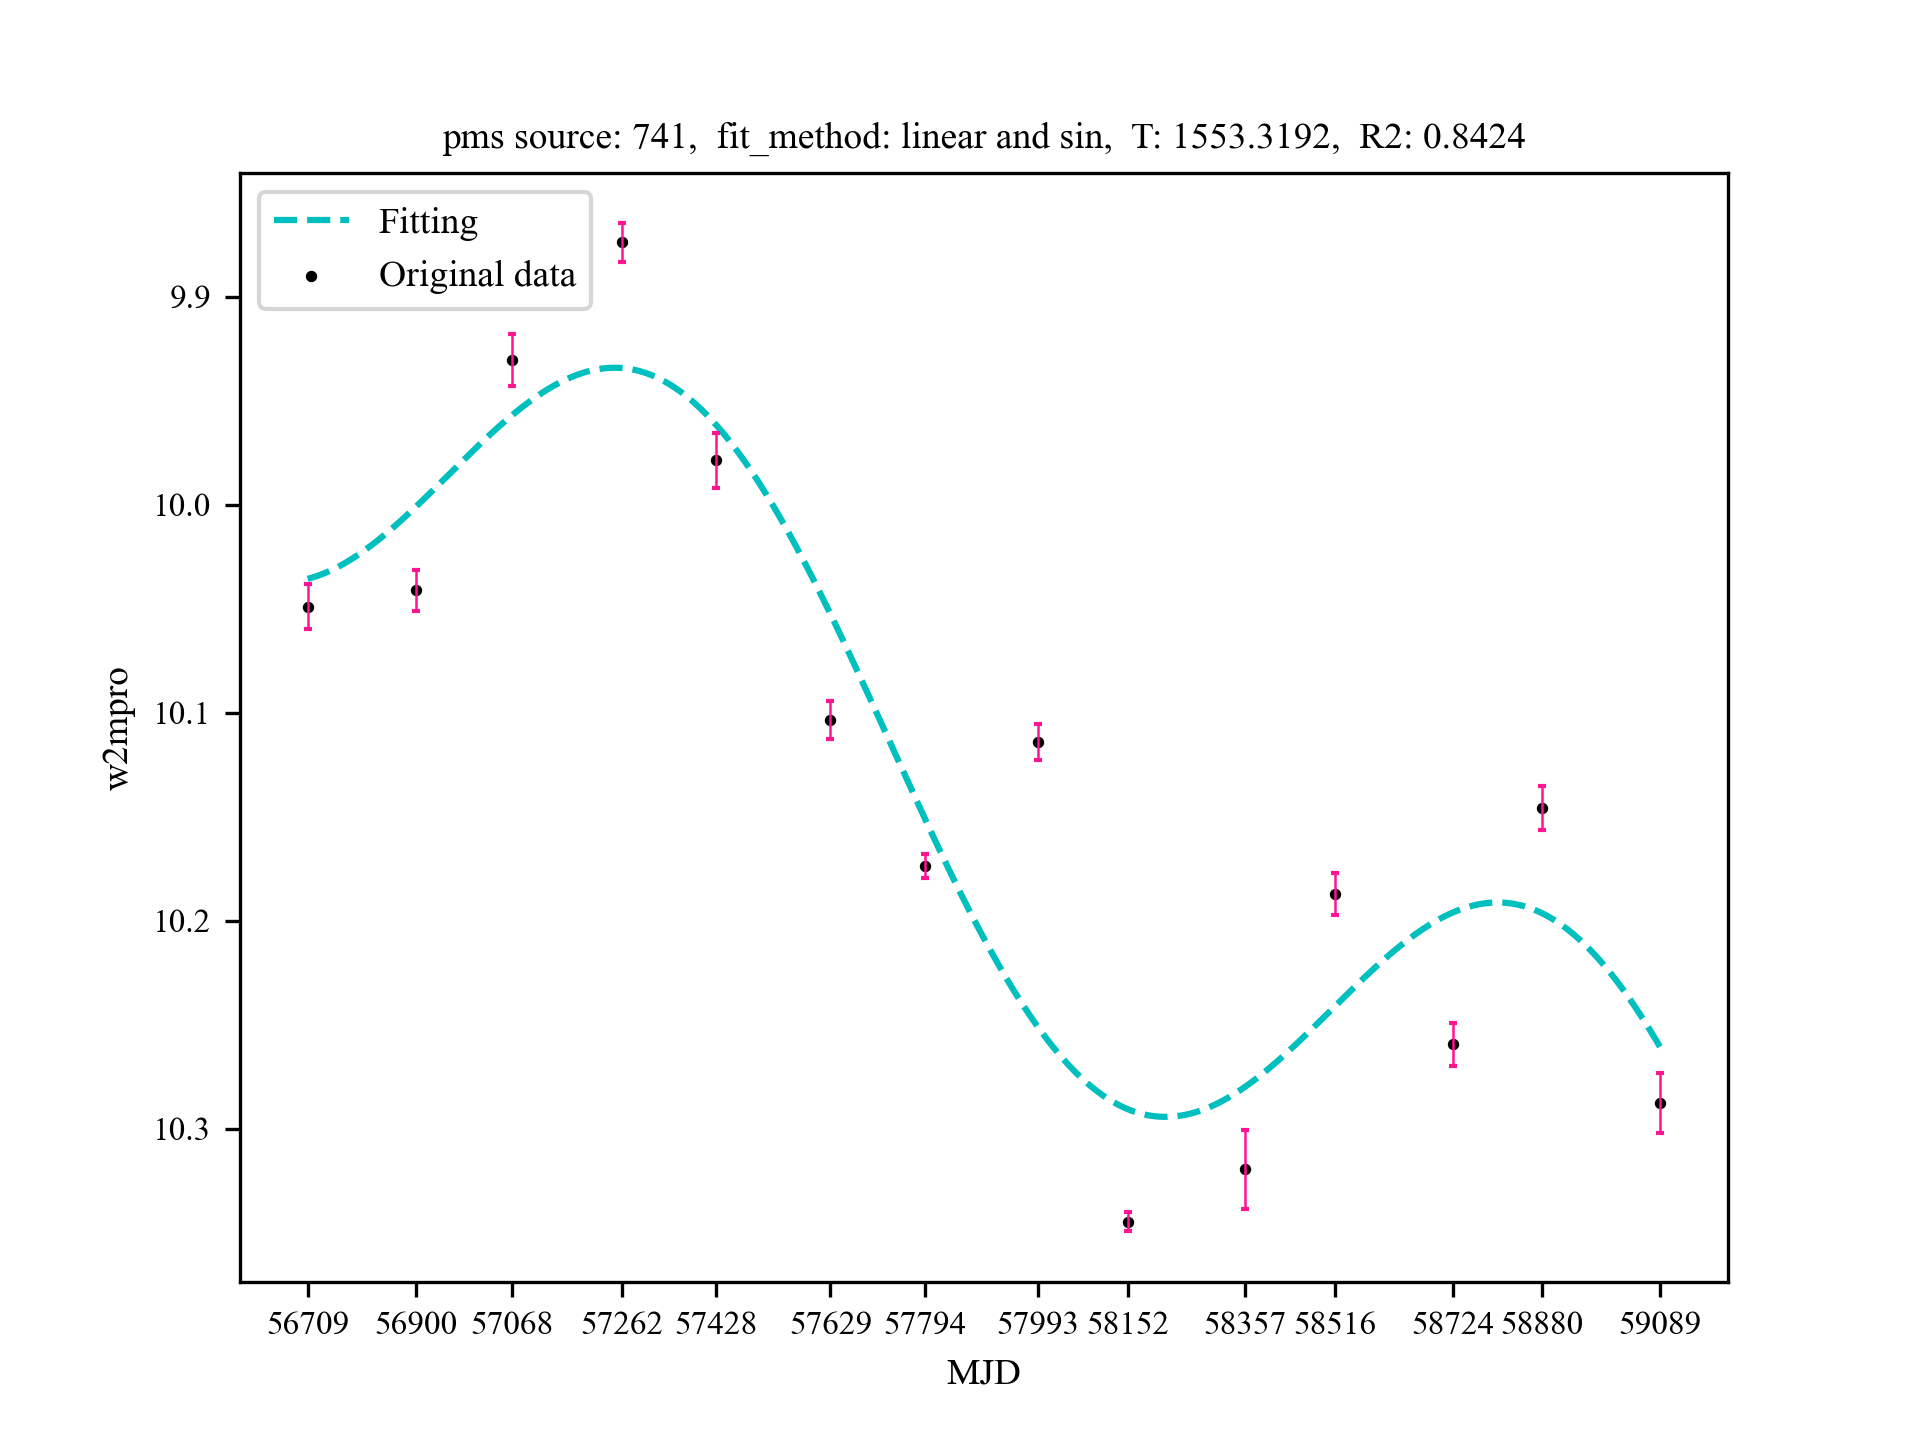 pms source: 741,  fit_method: linear and sin,  T: 1553.3192,  R2: 0.8424
Fitting
Original data
9.9
10.0
10.1
10.2
10.3
w2mpro
56709 56900 57068 57262 57428 57629 57794 57993 58152 58357 58516 58724 58880 59089
MJD